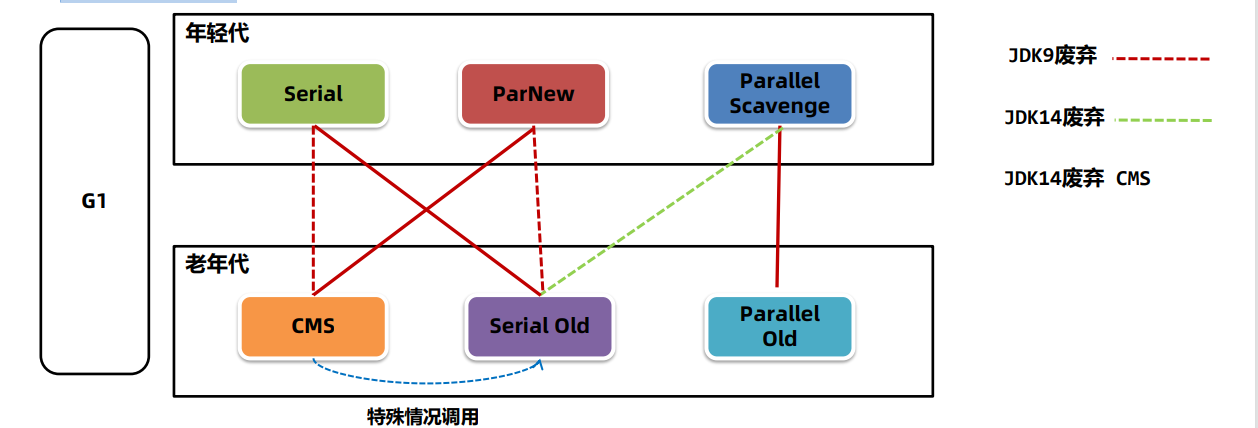 G1
年轻代
Serial
ParNew
Parallel
Scavenge
老年代
CMS
Serial Old
Parallel
Old
特殊情况调用
JDK9废弃
JDK14废弃
JDK14废弃 CMS